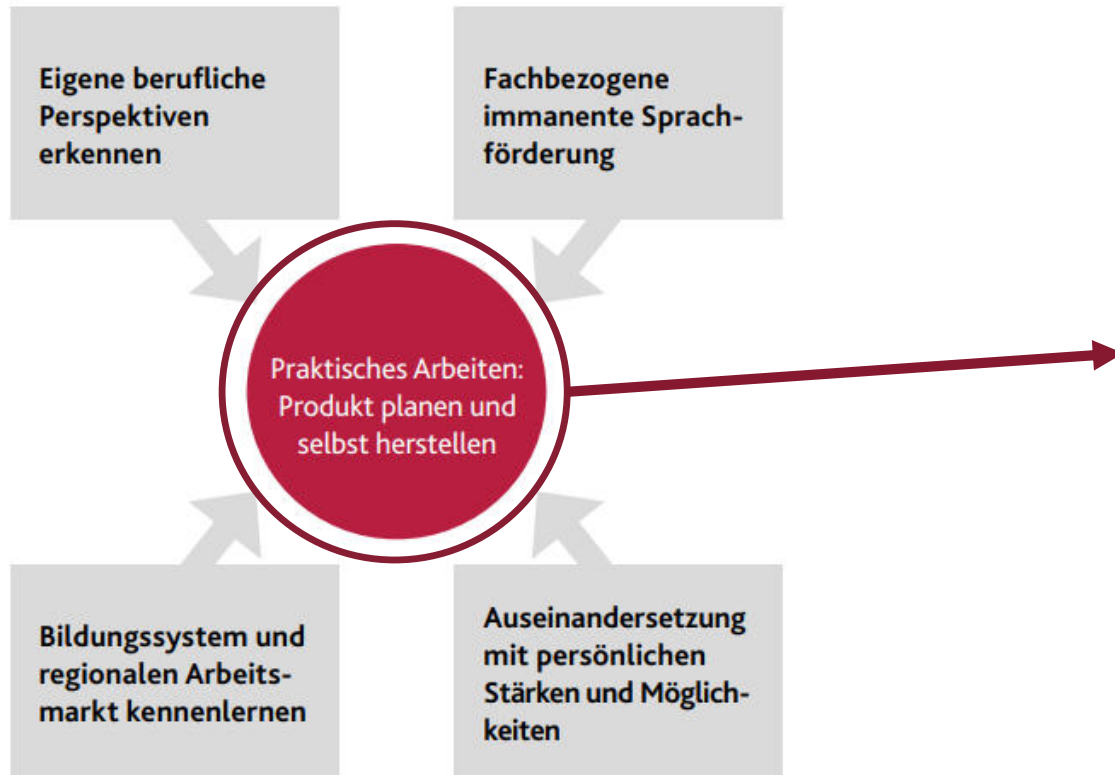 Eigene berufliche
Perspektiven
erkennen
Fachbezogene
immanente Sprach-
förderung
Praktisches Arbeiten:
Produkt planen und
selbst herstellen
Bildungssystem und
regionalen Arbeits-
markt kennenlernen
Auseinandersetzung
mit persönlichen
Stärken und Möglich-
keiten